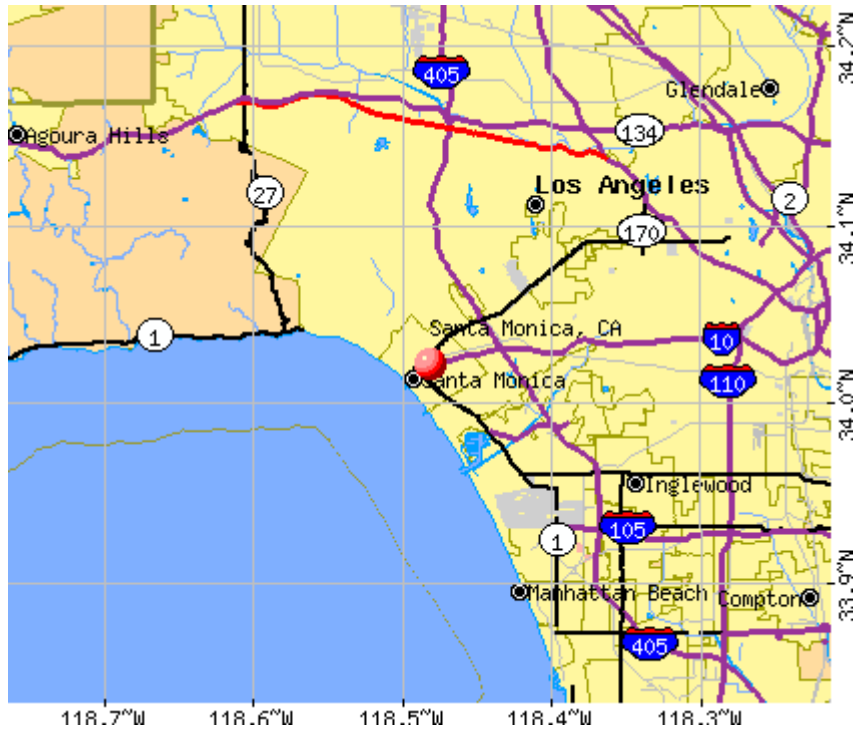 34.2~N
405
Glendale
134
Agoura Hills
27
Los Angeles
2
34.1~N
170
Santa Monica, CA
1
10
Santa Monica
110
34.0~N
Inglewood
105
1
33.9~N
Manhattan Beach
Compton
405
118.7~W
118.6~W
118.5~W
118.4~W
118.3~W